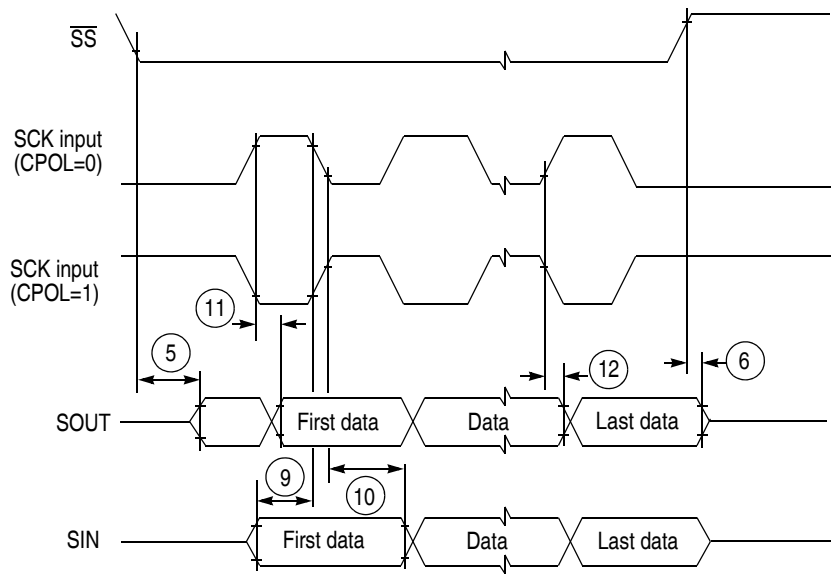 S̅S̅
SCK input
(CPOL=0)
SCK input
(CPOL=1)
11
5
12
6
SOUT
First data
Data
Last data
9
10
SIN
First data
Data
Last data